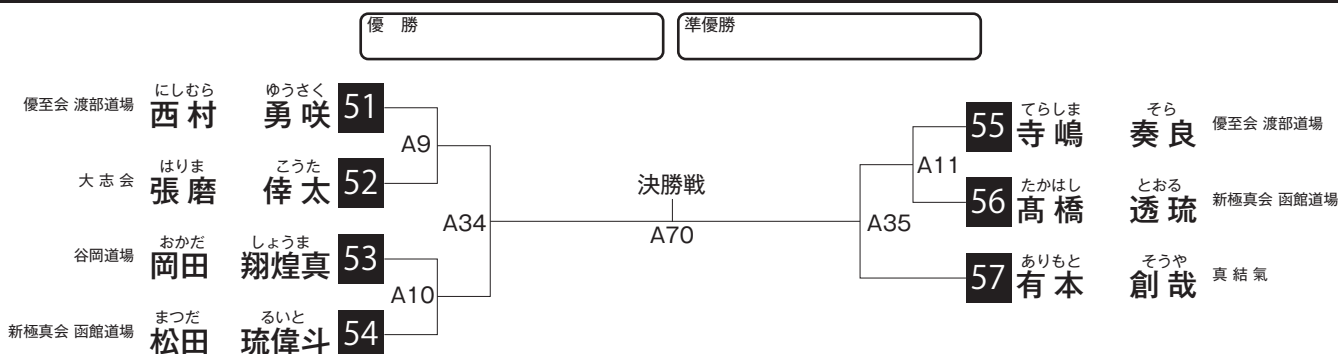 優 勝
準優勝
優至会 渡部道場 西村 勇咲 51
にしむら ゆうさく
A9
大志会 張磨 倖太 52
はりま こうた
A34
谷岡道場 岡田 翔煌真 53
おかだ しょうま
A10
新極真会 函館道場 松田 琉偉斗 54
まつだ るいと
決勝戦
A70
55 寺嶋 奏良 優至会 渡部道場
てらしま そら
A11
56 髙橋 透琉 新極真会 函館道場
たかはし とおる
A35
57 有本 創哉 真結氣
ありもと そうや